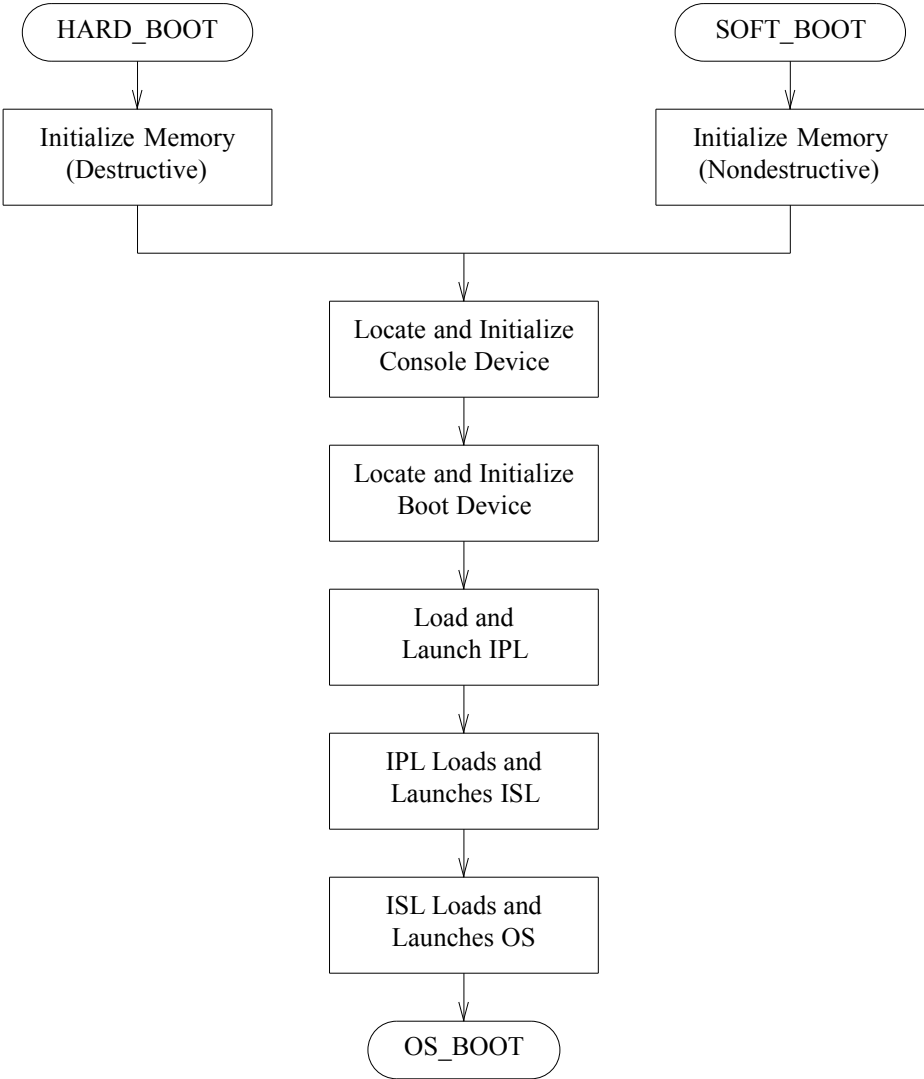 HARD_BOOT
SOFT_BOOT
Initialize Memory
(Destructive)
Initialize Memory
(Nondestructive)
Locate and Initialize
Console Device
Locate and Initialize
Boot Device
Load and
Launch IPL
IPL Loads and
Launches ISL
ISL Loads and
Launches OS
OS_BOOT